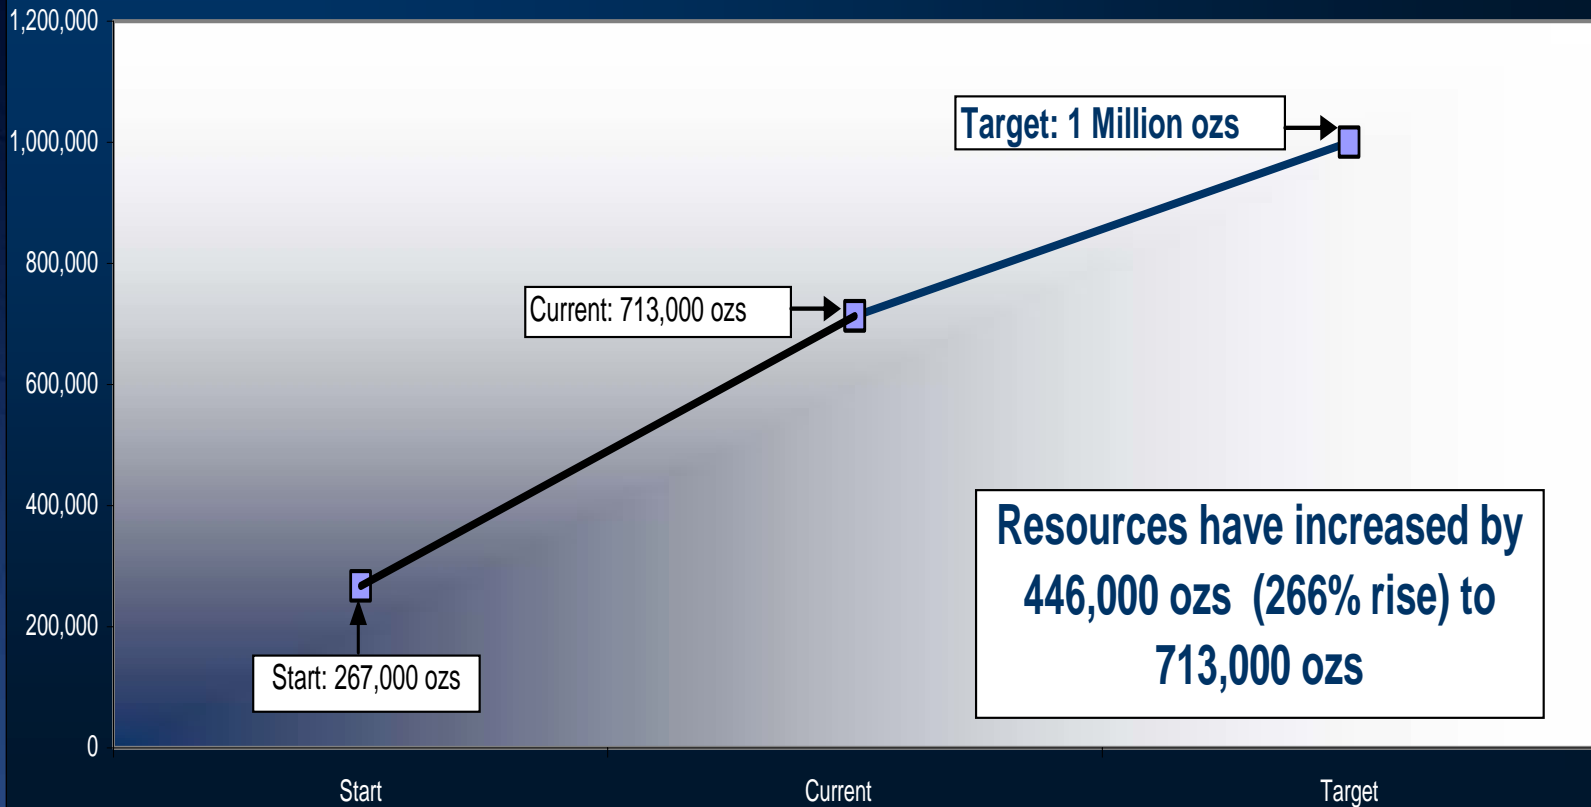 1,200,000
1,000,000
800,000
600,000
400,000
200,000
0
Target: 1 Million ozs
Current: 713,000 ozs
Start: 267,000 ozs
Resources have increased by
446,000 ozs (266% rise) to
713,000 ozs
Start
Current
Target